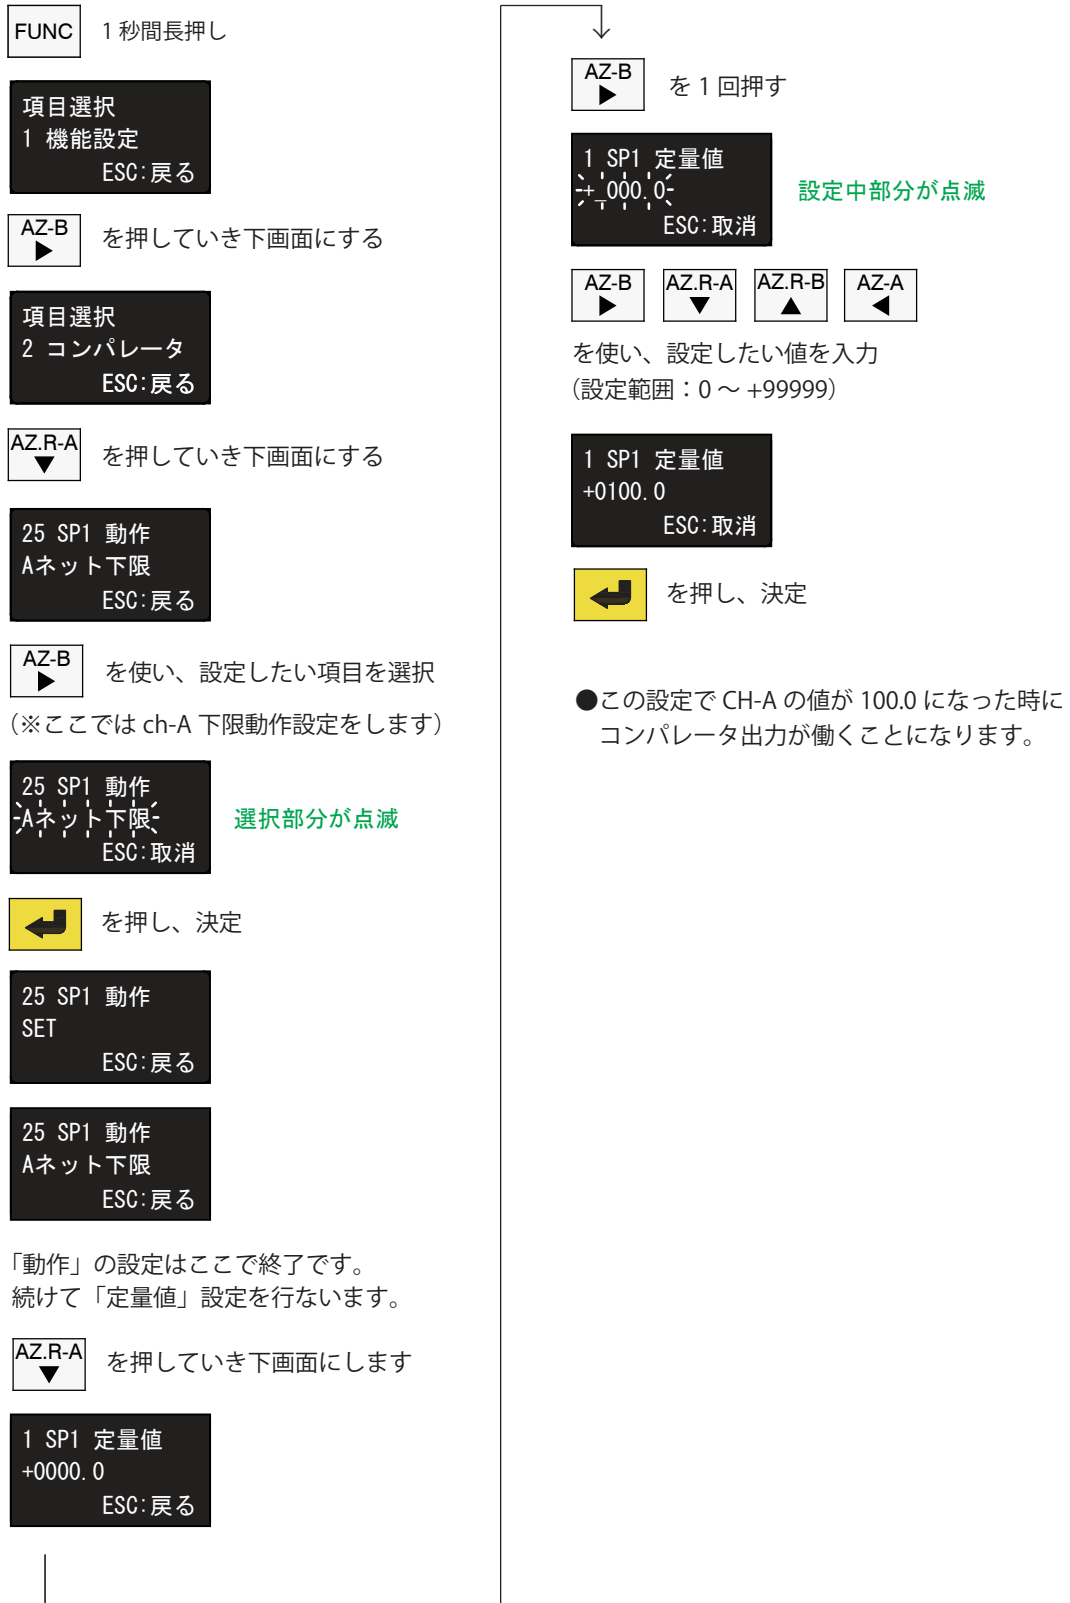 FUNC 1 秒間長押し
項目選択
1 機能設定
ESC:戻る
AZ-B を押していき下画面にする
項目選択
2 コンパレータ
ESC:戻る
AZ.R-A を押していき下画面にする
25 SP1 動作
Aネット下限
ESC:戻る
AZ-B を使い、設定したい項目を選択
(※ここでは ch-A 下限動作設定をします)
25 SP1 動作
Aネット下限 選択部分が点滅
ESC:取消
を押し、決定
25 SP1 動作
SET
ESC:戻る
25 SP1 動作
Aネット下限
ESC:戻る
「動作」の設定はここで終了です。
続けて「定量値」設定を行ないます。
AZ.R-A を押していき下画面にします
1 SP1 定量値
+0000.0
ESC:戻る
AZ-B を 1 回押す
1 SP1 定量値
+_000.0 設定中部分が点滅
ESC:取消
AZ-B AZ.R-A AZ.R-B AZ-A
を使い、設定したい値を入力
(設定範囲:0 〜 +99999)
1 SP1 定量値
+0100.0
ESC:取消
を押し、決定
●この設定で CH-A の値が 100.0 になった時に
コンパレータ出力が働くことになります。